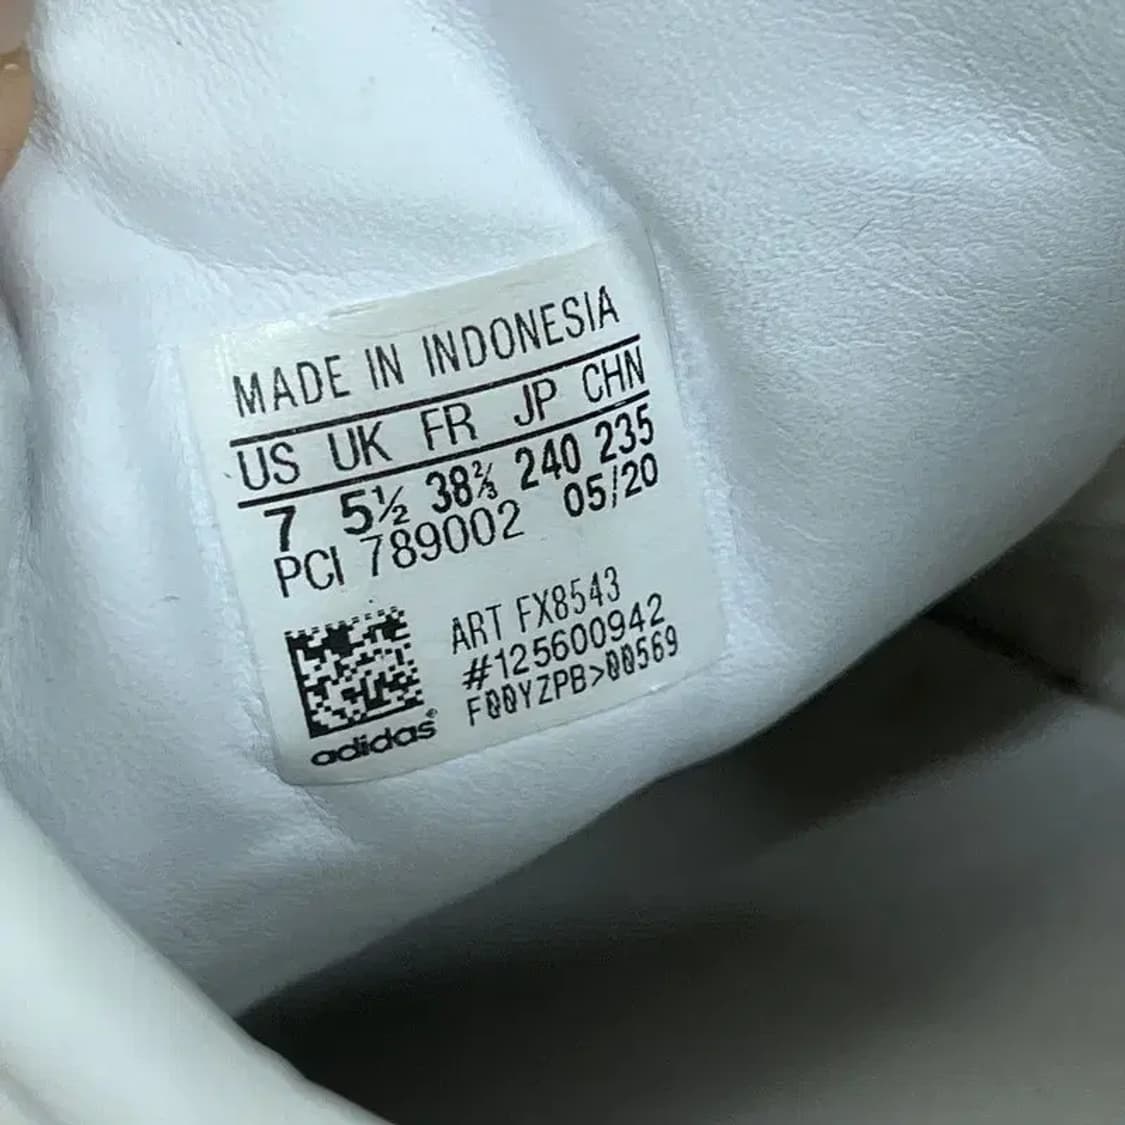 MADE IN INDONESIA
US UK FR JP CHN
7 5½ 38⅔ 240 235
PCI 789002 05/20
ART FX8543
#125600942
F00YZPB>00569
adidas®